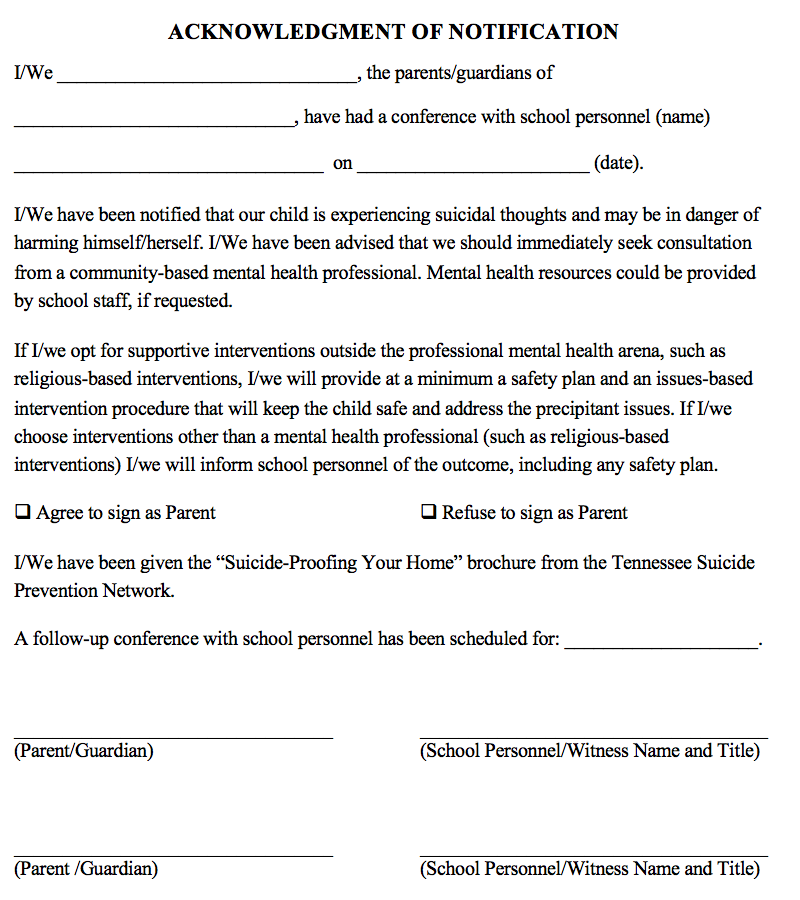 ACKNOWLEDGMENT OF NOTIFICATION
I/We ______________________________, the parents/guardians of
____________________________, have had a conference with school personnel (name)
_______________________________ on _______________________ (date).
I/We have been notified that our child is experiencing suicidal thoughts and may be in danger of
harming himself/herself. I/We have been advised that we should immediately seek consultation
from a community-based mental health professional. Mental health resources could be provided
by school staff, if requested.
If I/we opt for supportive interventions outside the professional mental health arena, such as
religious-based interventions, I/we will provide at a minimum a safety plan and an issues-based
intervention procedure that will keep the child safe and address the precipitant issues. If I/we
choose interventions other than a mental health professional (such as religious-based
interventions) I/we will inform school personnel of the outcome, including any safety plan.
❑ Agree to sign as Parent ❑ Refuse to sign as Parent
I/We have been given the “Suicide-Proofing Your Home” brochure from the Tennessee Suicide
Prevention Network.
A follow-up conference with school personnel has been scheduled for: ___________________.
(Parent/Guardian) (School Personnel/Witness Name and Title)
(Parent /Guardian) (School Personnel/Witness Name and Title)